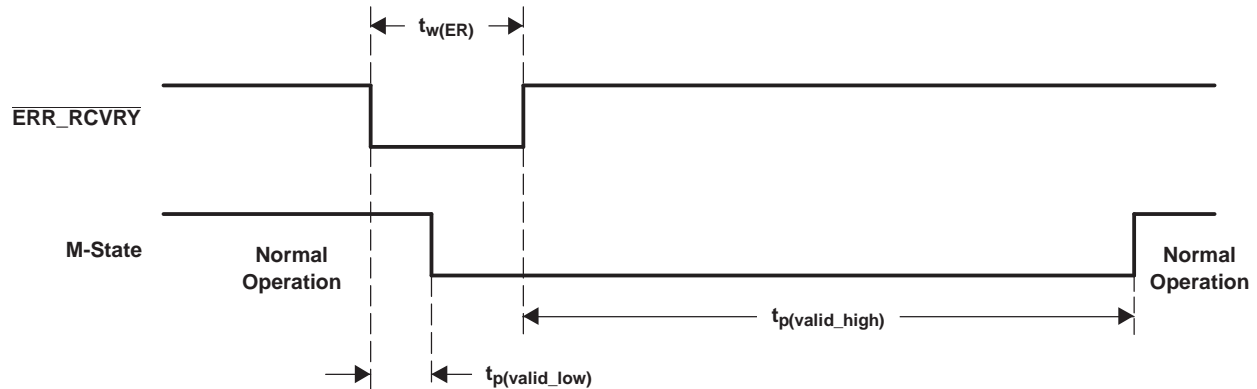 tw(ER)
ERR_RCVRY
M-State
Normal
Operation
Normal
Operation
tp(valid_high)
tp(valid_low)